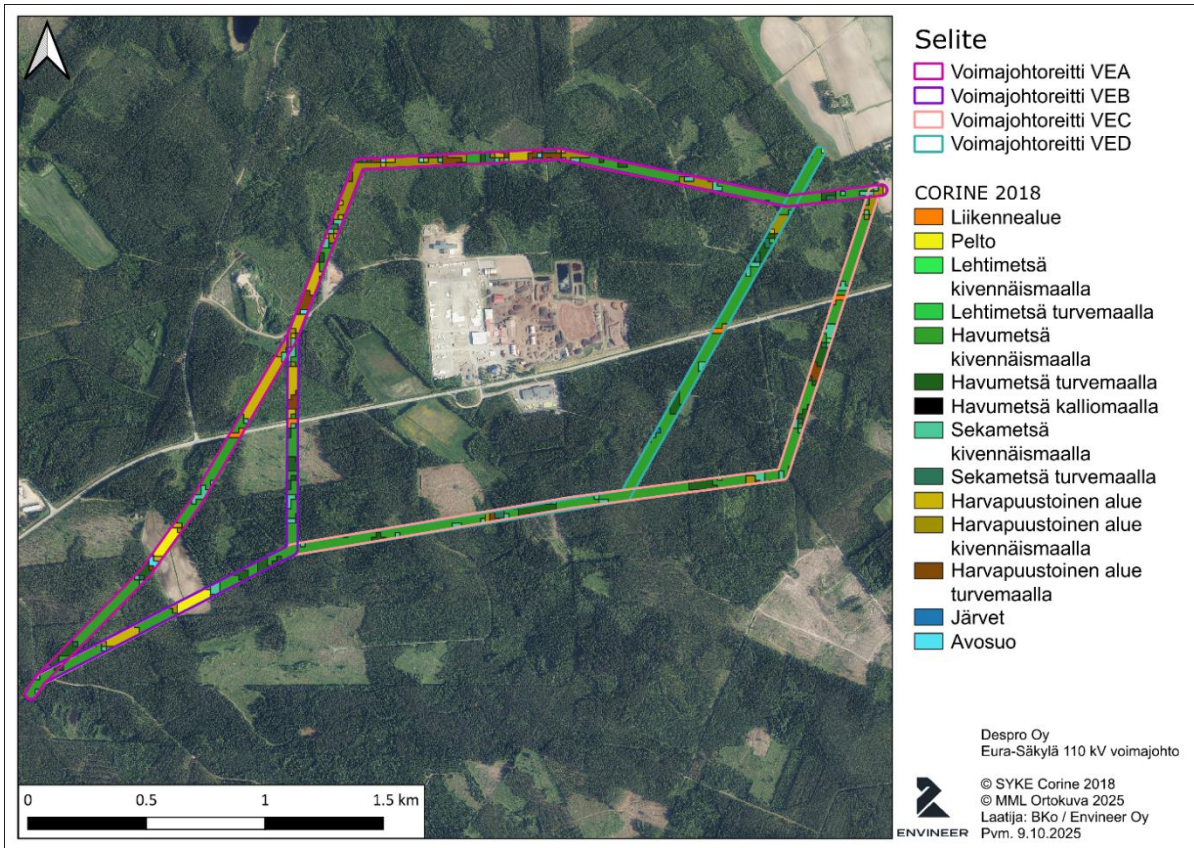 Selite
Voimajohtoreitti VEA
Voimajohtoreitti VEB
Voimajohtoreitti VEC
Voimajohtoreitti VED
CORINE 2018
Liikennealue
Pelto
Lehtimetsä
kivennäismaalla
Lehtimetsä turvemaalla
Havumetsä
kivennäismaalla
Havumetsä turvemaalla
Havumetsä kalliomaalla
Sekametsä
kivennäismaalla
Sekametsä turvemaalla
Harvapuustoinen alue
Harvapuustoinen alue
kivennäismaalla
Harvapuustoinen alue
turvemaalla
Järvet
Avosuo
0 0.5 1 1.5 km
Despro Oy
Eura-Säkylä 110 kV voimajohto
© SYKE Corine 2018
© MML Ortokuva 2025
Laatija: BKo / Envineer Oy
Pvm. 9.10.2025
ENVINEER